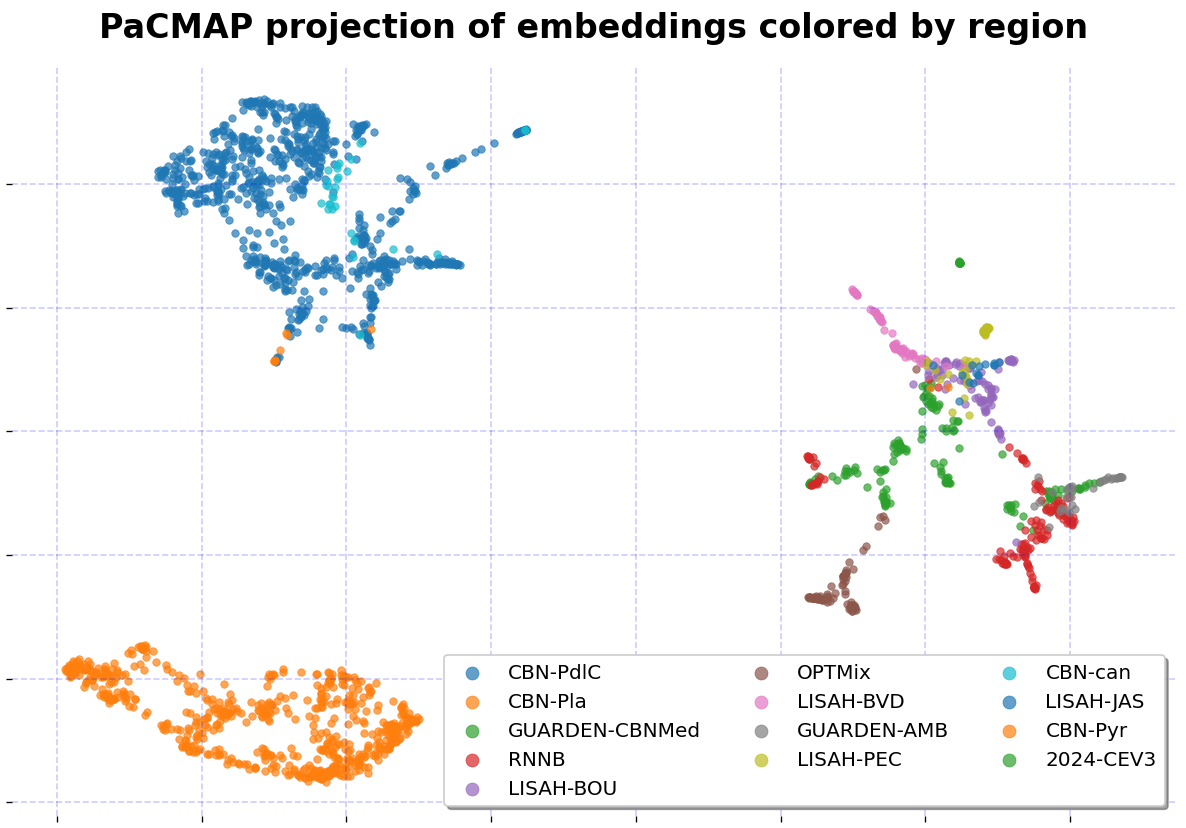 PaCMAP projection of embeddings colored by region
CBN-PdlC
CBN-Pla
GUARDEN-CBNMed
RNNB
LISAH-BOU
OPTMix
LISAH-BVD
GUARDEN-AMB
LISAH-PEC
CBN-can
LISAH-JAS
CBN-Pyr
2024-CEV3